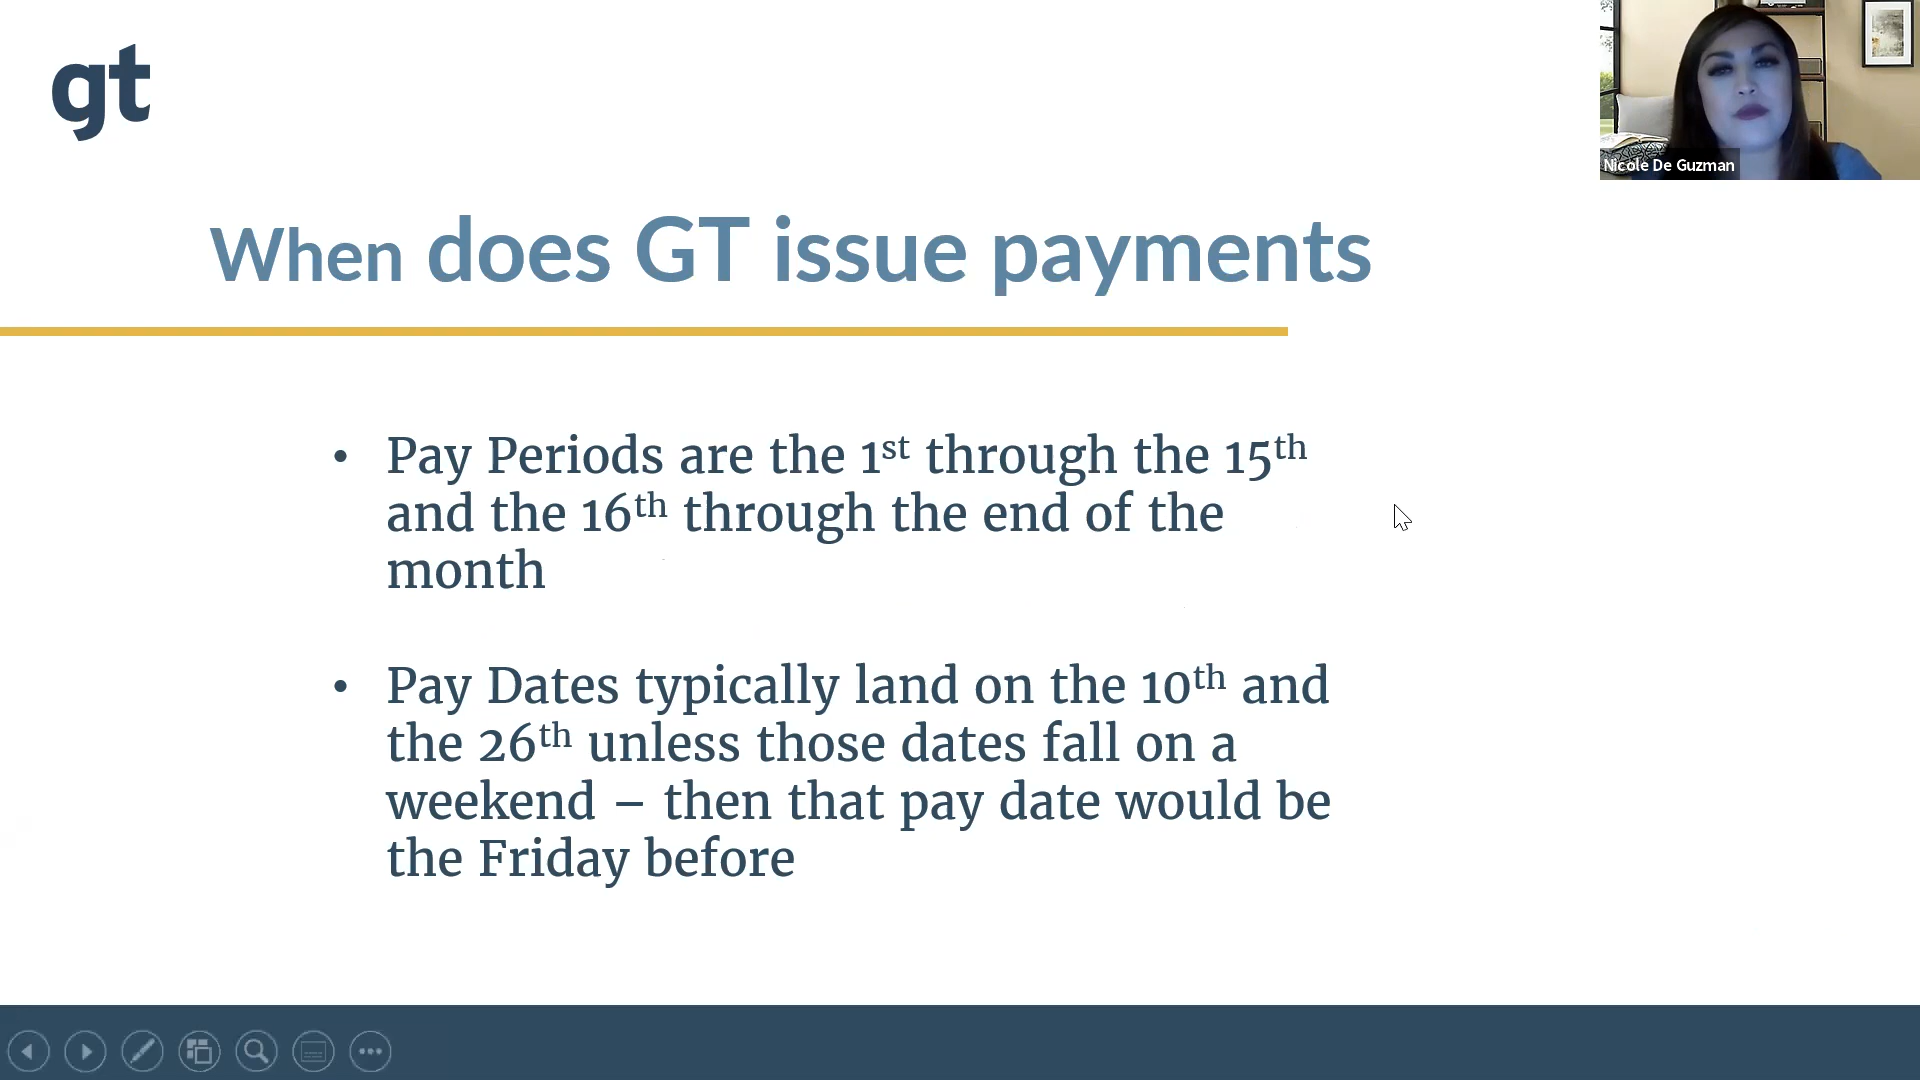 gt
Nicole De Guzman
When does GT issue payments
• Pay Periods are the 1st through the 15th
and the 16th through the end of the
month
• Pay Dates typically land on the 10th and
the 26th unless those dates fall on a
weekend – then that pay date would be
the Friday before